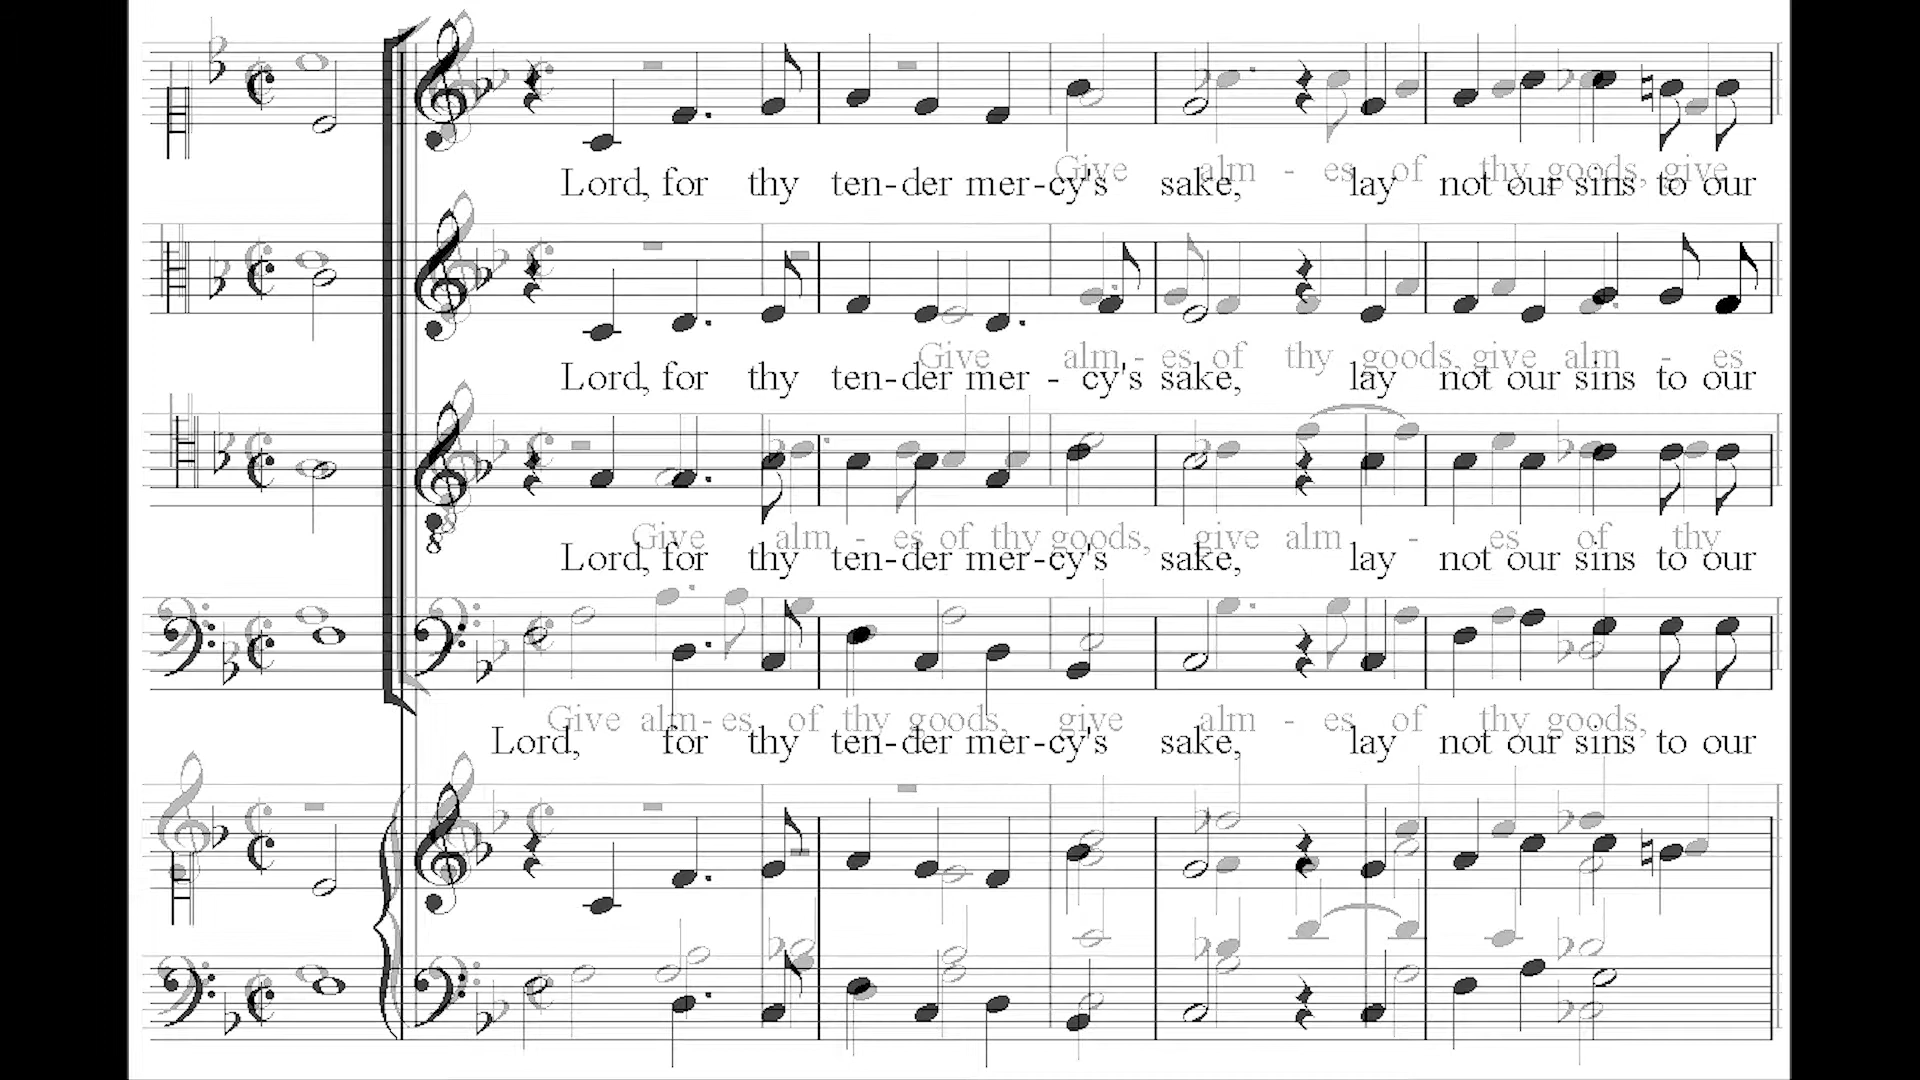 Give alm - es of thy goods, give
Lord, for thy ten-der mer-cy's sake, lay not our sins to our
Give alm - es of thy goods, give alm - es
Lord, for thy ten-der mer - cy's sake, lay not our sins to our
Give alm - es of thy goods, give alm - es of thy
8
Lord, for thy ten-der mer-cy's sake, lay not our sins to our
Give alm- es of thy goods, give alm - es of thy goods,
Lord, for thy ten-der mer-cy's sake, lay not our sins to our